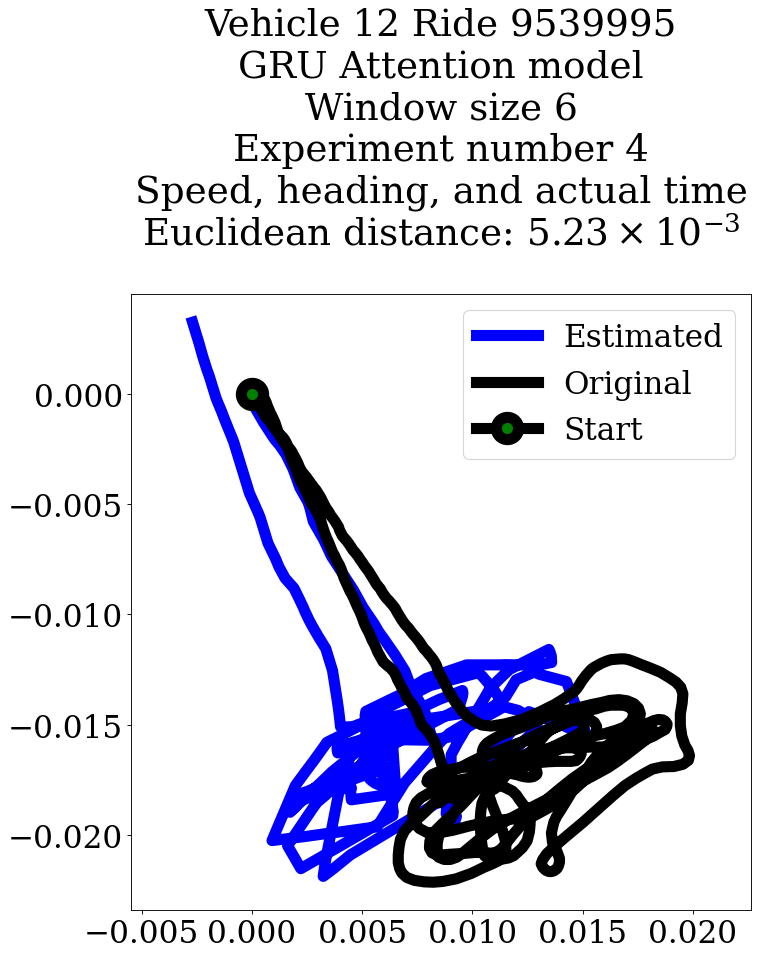 Vehicle 12 Ride 9539995
GRU Attention model
Window size 6
Experiment number 4
Speed, heading, and actual time
Euclidean distance: 5.23 × 10⁻³
Estimated
Original
Start
0.000
−0.005
−0.010
−0.015
−0.020
−0.005 0.000 0.005 0.010 0.015 0.020